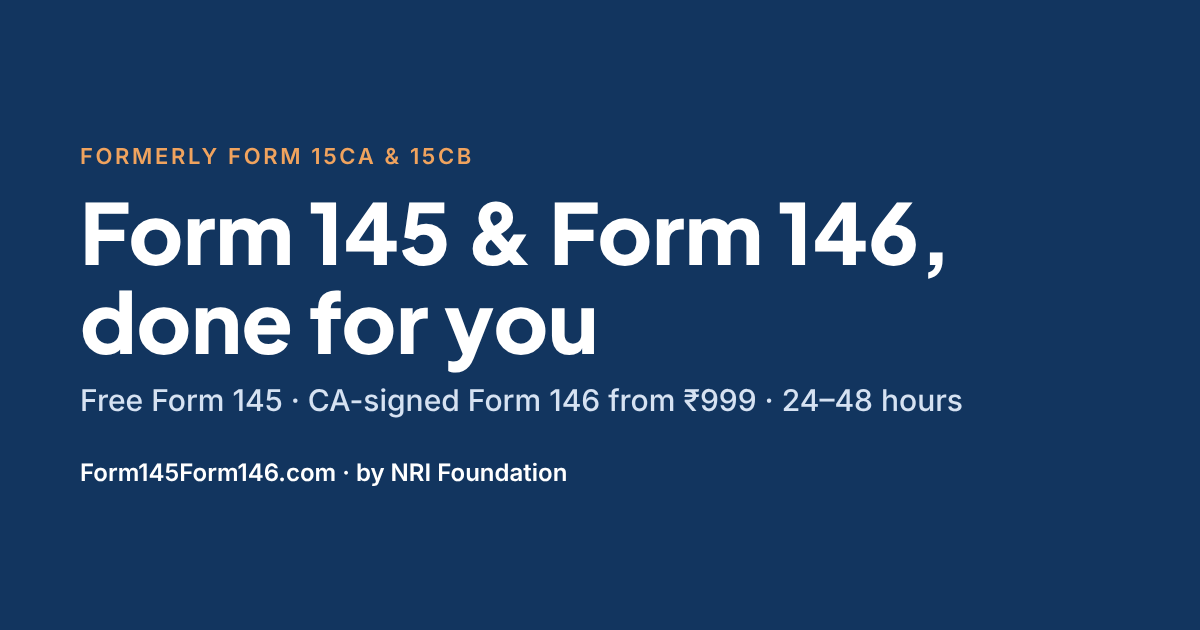 FORMERLY FORM 15CA & 15CB
Form 145 & Form 146,
done for you
Free Form 145 · CA-signed Form 146 from ₹999 · 24–48 hours
Form145Form146.com · by NRI Foundation